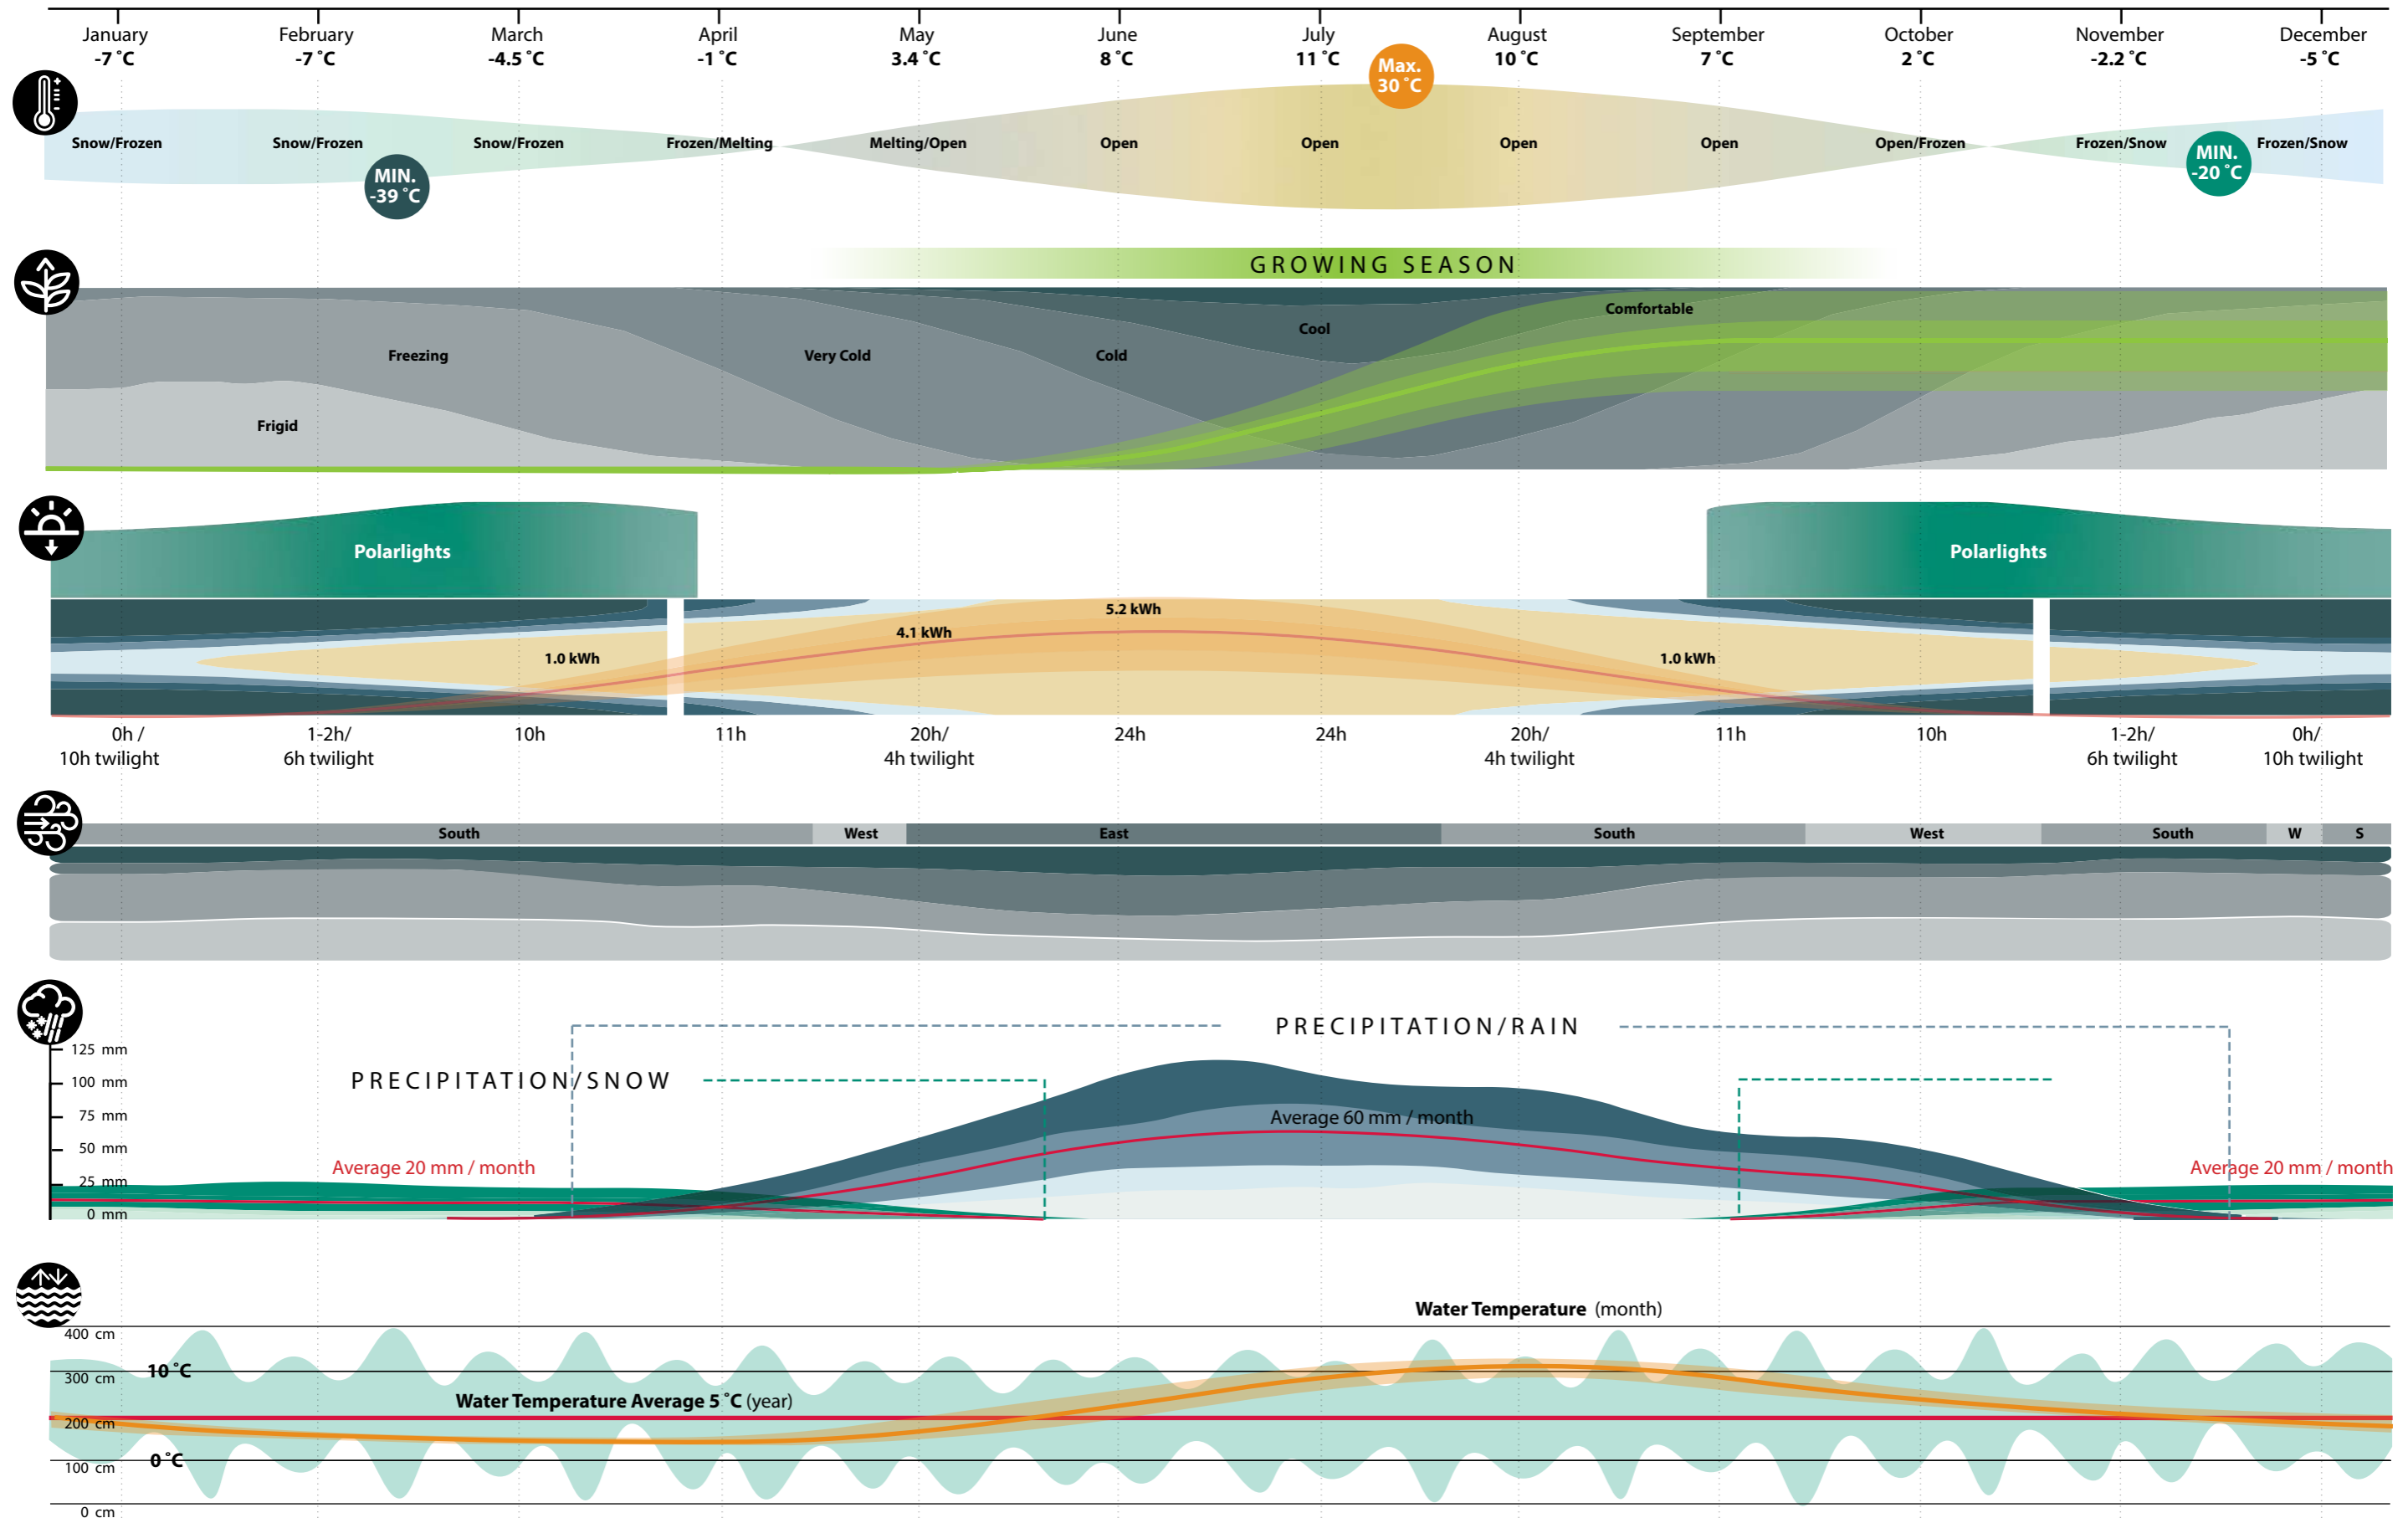 January February March April May June July August September October November December
-7 ˚C -7 ˚C -4.5 ˚C -1 ˚C 3.4 ˚C 8 ˚C 11 ˚C 10 ˚C 7 ˚C 2 ˚C -2.2 ˚C -5 ˚C
Max.
30 ˚C
Snow/Frozen Snow/Frozen Snow/Frozen Frozen/Melting Melting/Open Open Open Open Open Open/Frozen Frozen/Snow Frozen/Snow
MIN.
-39 ˚C
MIN.
-20 ˚C
GROWING SEASON
Comfortable
Cool
Freezing Very Cold Cold
Frigid
Polarlights Polarlights
5.2 kWh
4.1 kWh
1.0 kWh 1.0 kWh
0h / 1-2h/ 10h 11h 20h/ 24h 24h 20h/ 11h 10h 1-2h/ 0h/
10h twilight 6h twilight 4h twilight 4h twilight 6h twilight 10h twilight
South West East South West South W S
PRECIPITATION/RAIN
125 mm
100 mm PRECIPITATION/SNOW
75 mm Average 60 mm / month
50 mm
Average 20 mm / month Average 20 mm / month
25 mm
0 mm
Water Temperature (month)
400 cm
10 ˚C
300 cm
Water Temperature Average 5 ˚C (year)
200 cm
0 ˚C
100 cm
0 cm